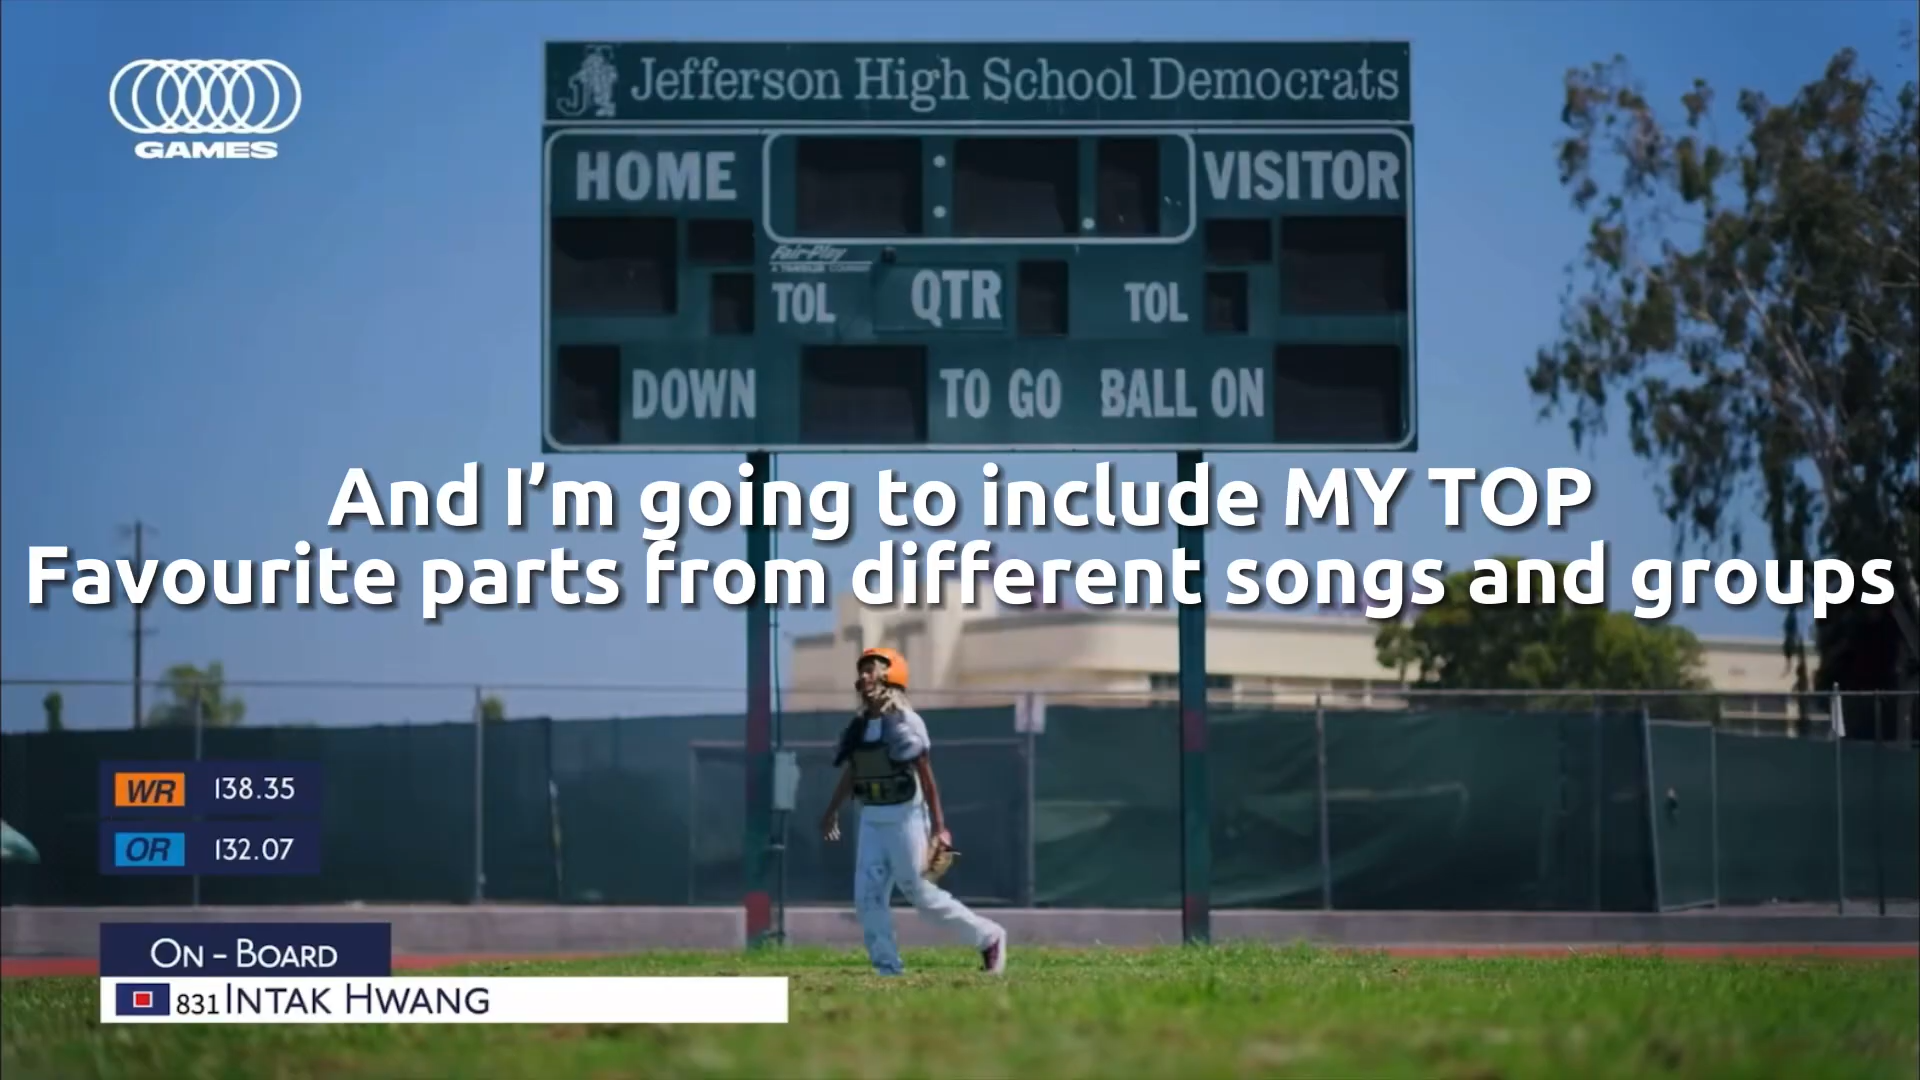 GAMES
Jefferson High School Democrats
HOME
VISITOR
Fair-Play
TOL
QTR
TOL
DOWN
TO GO
BALL ON
And I’m going to include MY TOP
Favourite parts from different songs and groups
WR 138.35
OR 132.07
ON - BOARD
831 INTAK HWANG